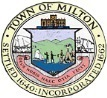 TOWN OF MILTON
SETTLED 1640: INCORPORATED 1662